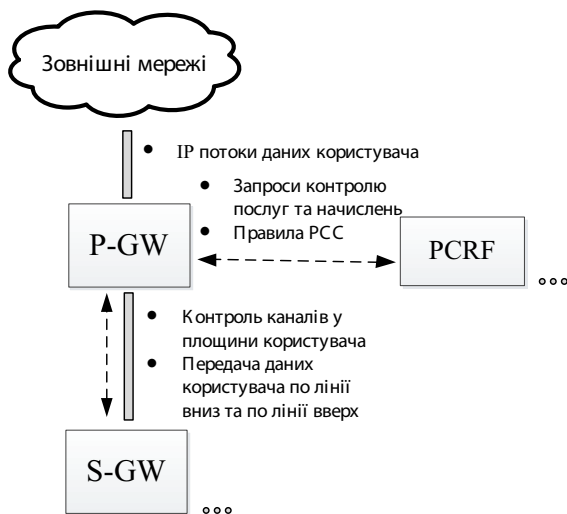 Зовнішні мережі
• IP потоки даних користувача
• Запроси контролю
послуг та начислень
• Правила PCC
P-GW
PCRF
• Контроль каналів у
площини користувача
• Передача даних
користувача по лінії
вниз та по лінії вверх
S-GW